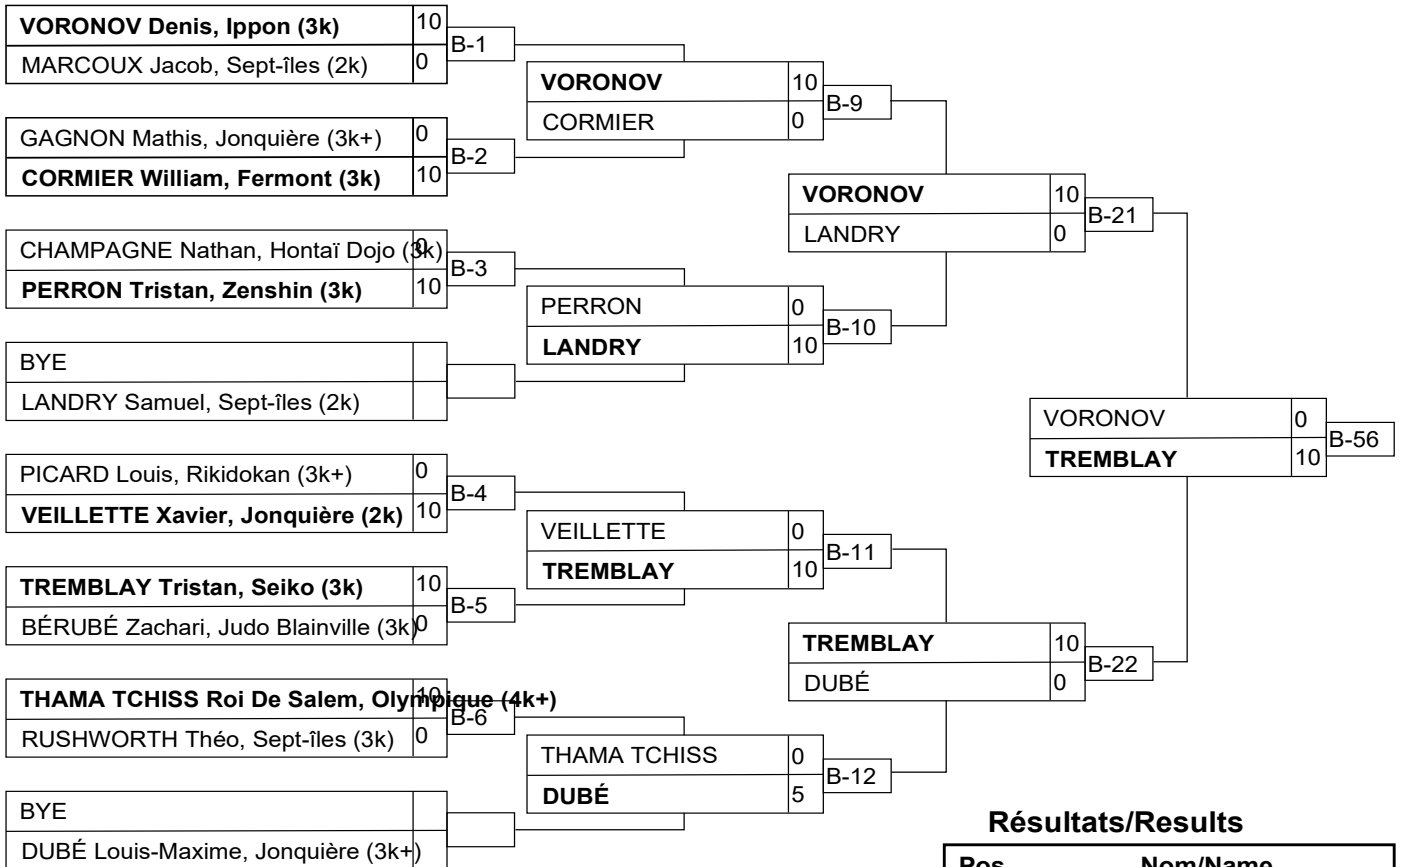 VORONOV Denis, Ippon (3k) 10
MARCOUX Jacob, Sept-îles (2k) 0
B-1
GAGNON Mathis, Jonquière (3k+) 0
CORMIER William, Fermont (3k) 10
B-2
CHAMPAGNE Nathan, Hontaï Dojo (3k) 0
PERRON Tristan, Zenshin (3k) 10
B-3
BYE
LANDRY Samuel, Sept-îles (2k)
PICARD Louis, Rikidokan (3k+) 0
VEILLETTE Xavier, Jonquière (2k) 10
B-4
TREMBLAY Tristan, Seiko (3k) 10
BÉRUBÉ Zachari, Judo Blainville (3k) 0
B-5
THAMA TCHISS Roi De Salem, Olympique (4k+) 10
RUSHWORTH Théo, Sept-îles (3k) 0
B-6
BYE
DUBÉ Louis-Maxime, Jonquière (3k+)
VORONOV 10
CORMIER 0
B-9
PERRON 0
LANDRY 10
B-10
VEILLETTE 0
TREMBLAY 10
B-11
THAMA TCHISS 0
DUBÉ 5
B-12
VORONOV 10
LANDRY 0
B-21
TREMBLAY 10
DUBÉ 0
B-22
VORONOV 0
TREMBLAY 10
B-56
Résultats/Results
Pos. Nom/Name